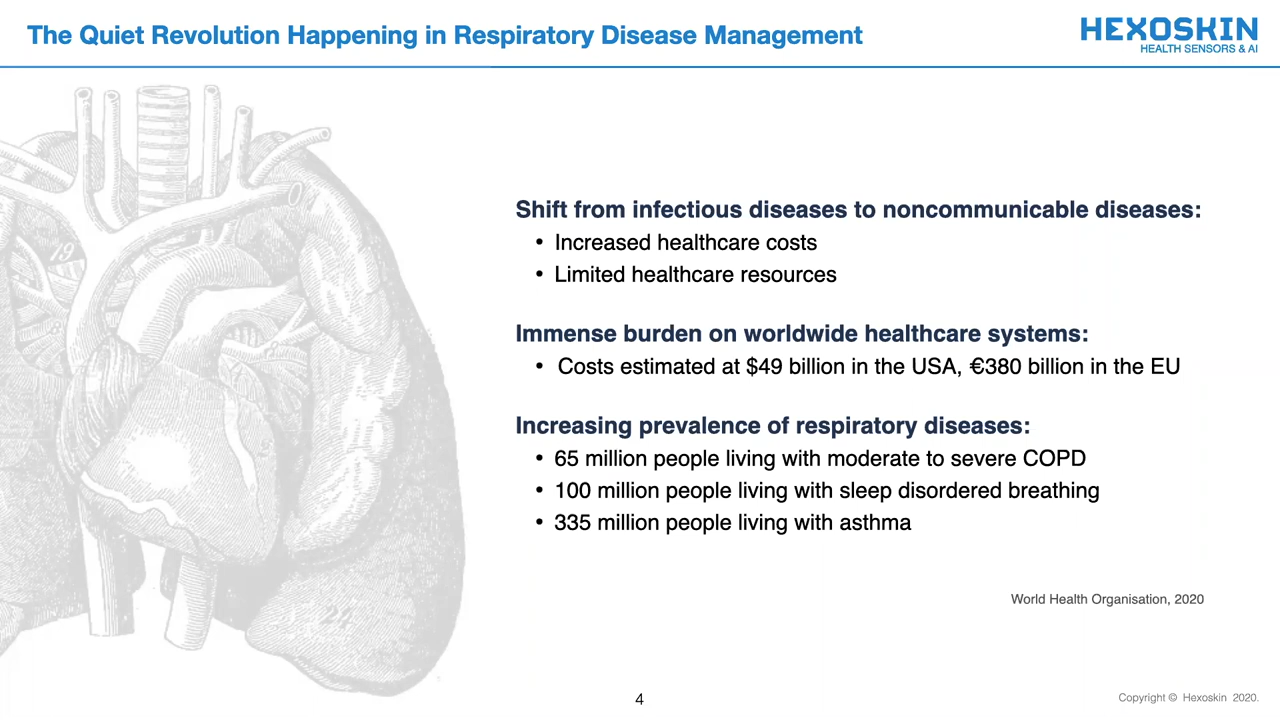 The Quiet Revolution Happening in Respiratory Disease Management
HEXOSKIN
HEALTH SENSORS & AI
19
Shift from infectious diseases to noncommunicable diseases:
• Increased healthcare costs
• Limited healthcare resources
Immense burden on worldwide healthcare systems:
• Costs estimated at $49 billion in the USA, €380 billion in the EU
Increasing prevalence of respiratory diseases:
• 65 million people living with moderate to severe COPD
• 100 million people living with sleep disordered breathing
• 335 million people living with asthma
World Health Organisation, 2020
4
Copyright © Hexoskin 2020.